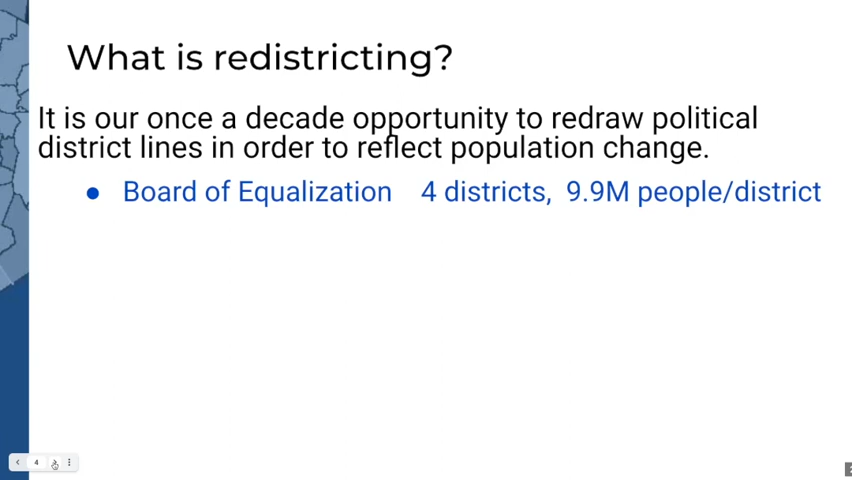 What is redistricting?
It is our once a decade opportunity to redraw political
district lines in order to reflect population change.
● Board of Equalization 4 districts, 9.9M people/district
4